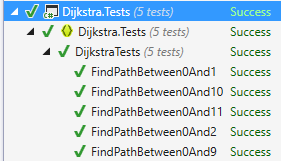 Dijkstra.Tests (5 tests) Success
Dijkstra.Tests (5 tests) Success
DijkstraTests (5 tests) Success
FindPathBetween0And1 Success
FindPathBetween0And10 Success
FindPathBetween0And11 Success
FindPathBetween0And2 Success
FindPathBetween0And9 Success